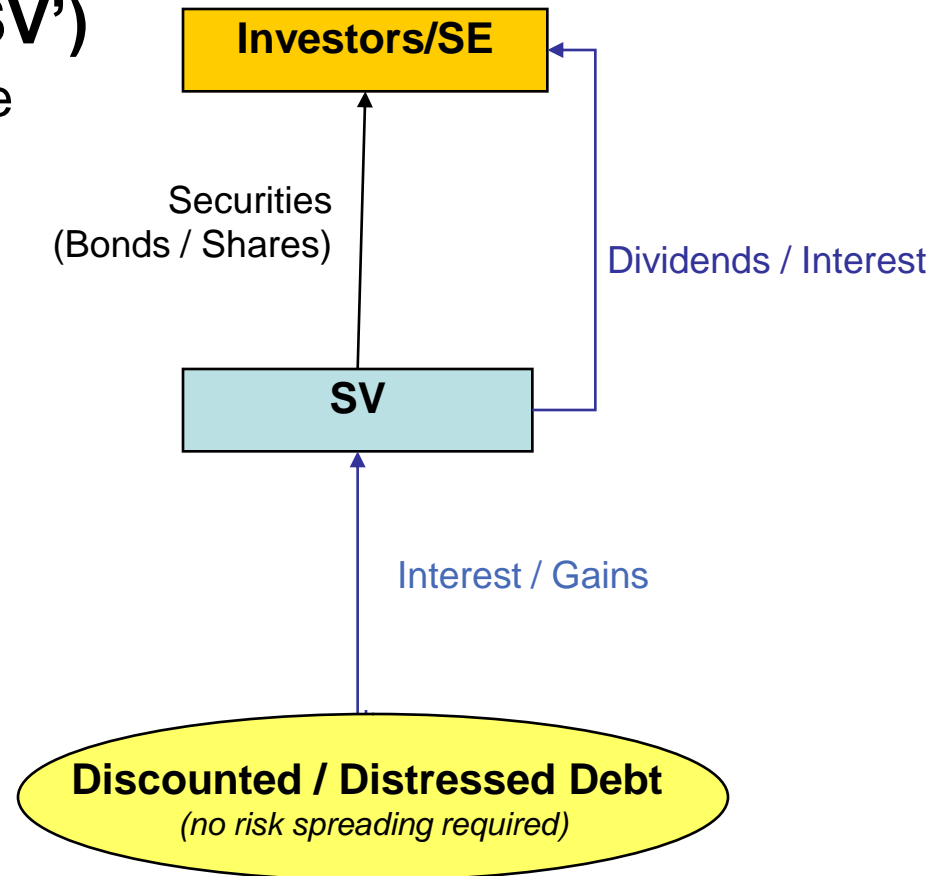 SV’)
e
Investors/SE
Securities
(Bonds / Shares)
Dividends / Interest
SV
Interest / Gains
Discounted / Distressed Debt
(no risk spreading required)